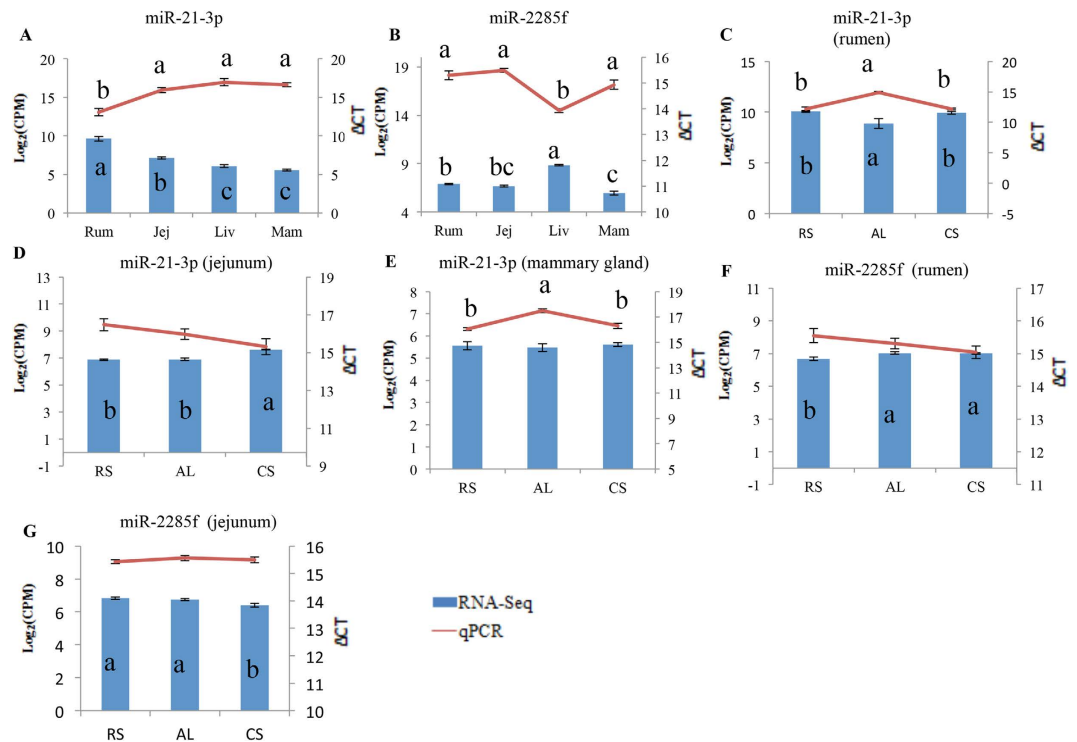 A
miR-21-3p
Log2(CPM)
20
15
10
5
0
20
15
10
5
0
ΔCT
b a a a
a b c c
Rum Jej Liv Mam
B
miR-2285f
Log2(CPM)
19
14
9
4
16
15
14
13
12
11
10
ΔCT
a a b a
b bc a c
Rum Jej Liv Mam
C
miR-21-3p
(rumen)
Log2(CPM)
15
10
5
0
20
15
10
5
0
-5
ΔCT
b a b
b a b
RS AL CS
D
miR-21-3p (jejunum)
Log2(CPM)
13
11
9
7
5
3
1
-1
19
17
15
13
11
9
ΔCT
b b a
RS AL CS
E
miR-21-3p (mammary gland)
Log2(CPM)
8
7
6
5
4
3
2
1
0
19
17
15
13
11
9
7
5
ΔCT
b a b
RS AL CS
F
miR-2285f (rumen)
Log2(CPM)
11
9
7
5
3
1
-1
17
16
15
14
13
12
11
ΔCT
b a a
RS AL CS
G
miR-2285f (jejunum)
Log2(CPM)
10
8
6
4
2
0
16
15
14
13
12
11
10
ΔCT
a a b
RS AL CS
RNA-Seq
qPCR